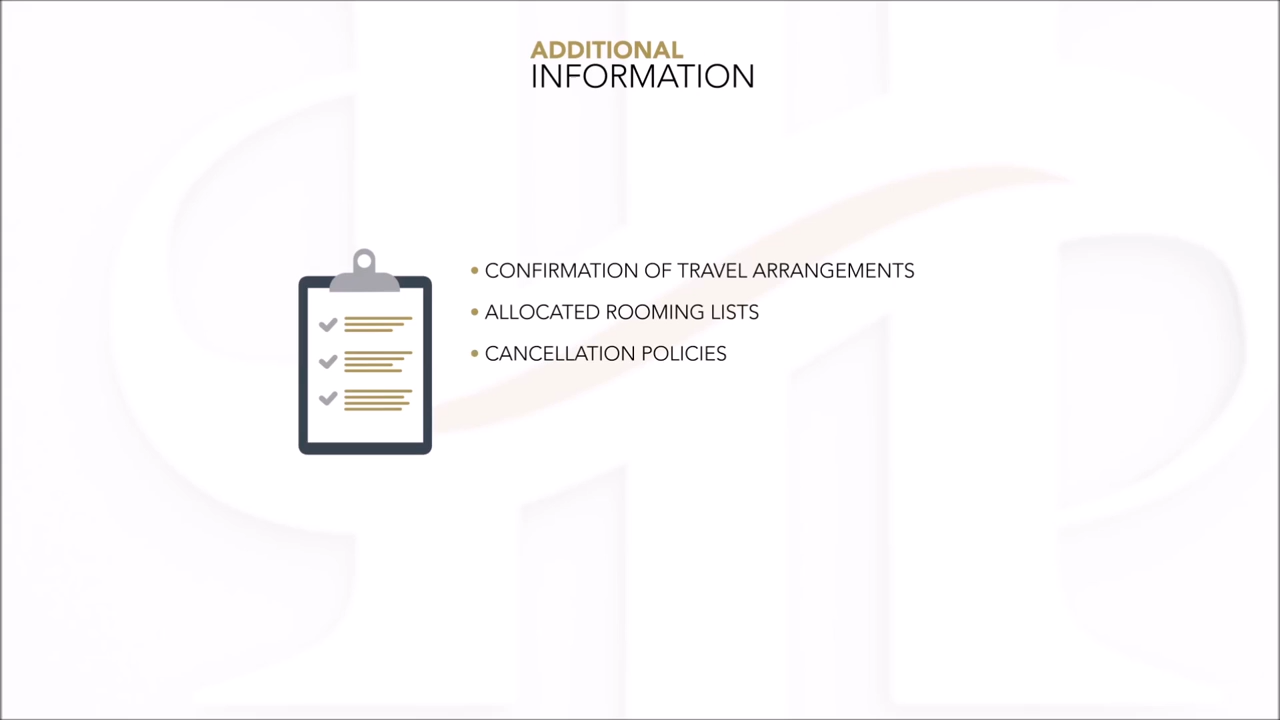 ADDITIONAL
INFORMATION
• CONFIRMATION OF TRAVEL ARRANGEMENTS
• ALLOCATED ROOMING LISTS
• CANCELLATION POLICIES